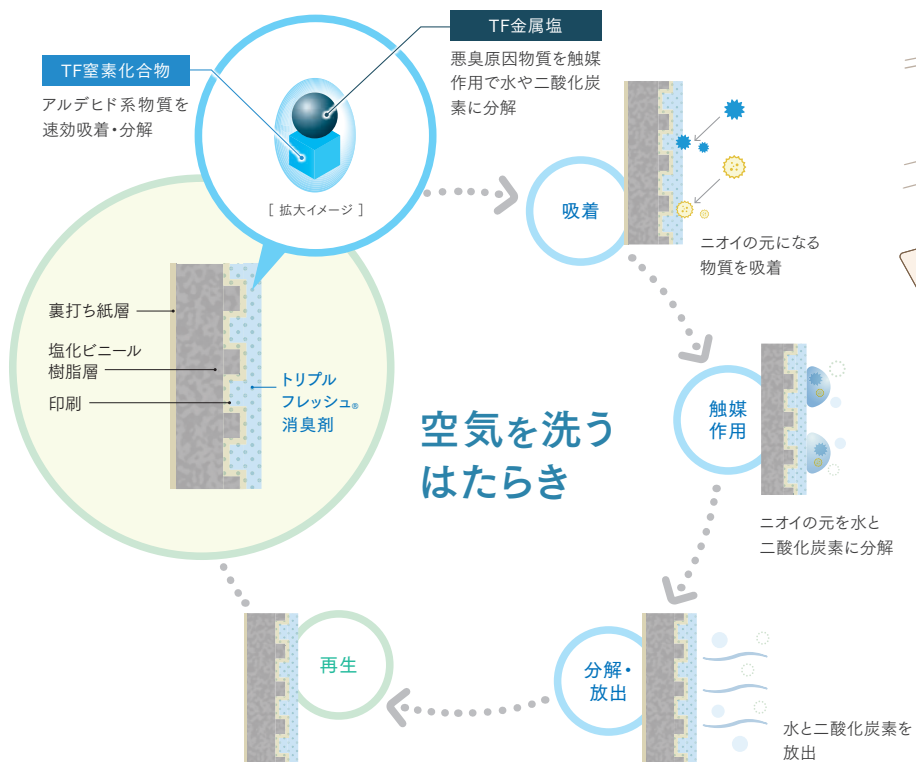 TF金属塩
悪臭原因物質を触媒
作用で水や二酸化炭
素に分解
TF窒素化合物
アルデヒド系物質を
速効吸着・分解
[ 拡大イメージ ]
吸着
ニオイの元になる
物質を吸着
裏打ち紙層
塩化ビニール
樹脂層
印刷
トリプル
フレッシュ®
消臭剤
空気を洗う
はたらき
触媒
作用
ニオイの元を水と
二酸化炭素に分解
分解・
放出
水と二酸化炭素を
放出
再生